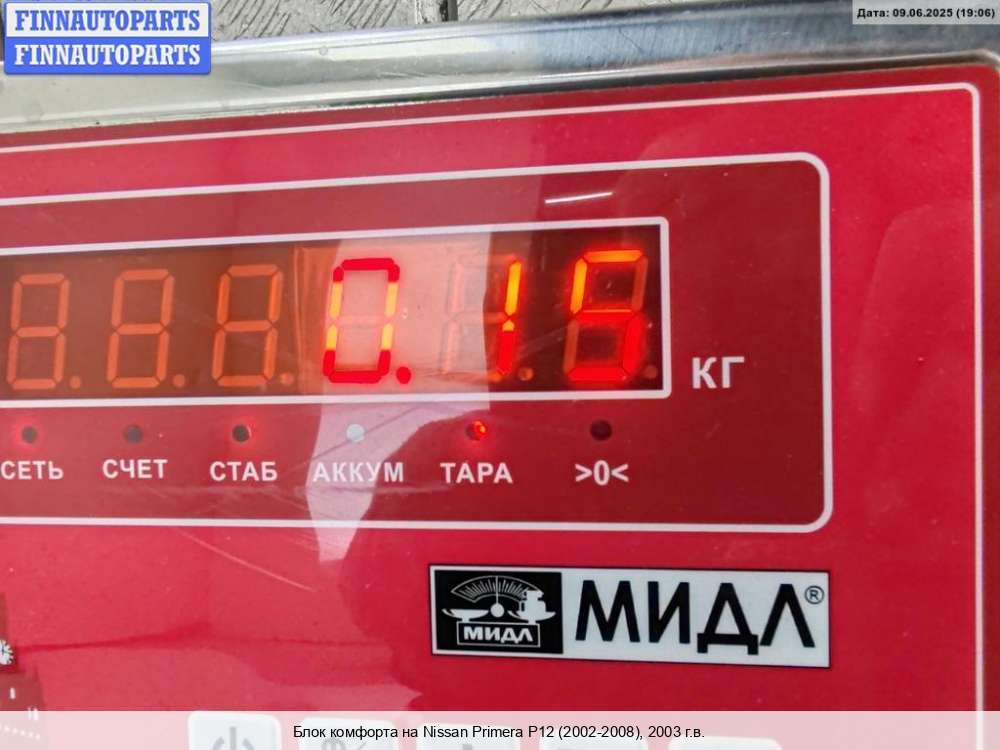 FINNAUTOPARTS
FINNAUTOPARTS
Дата: 09.06.2025 (19:06)
0.15
КГ
СЕТЬ СЧЕТ СТАБ АККУМ ТАРА >0<
МИДЛ МИДЛ®
Блок комфорта на Nissan Primera P12 (2002-2008), 2003 г.в.